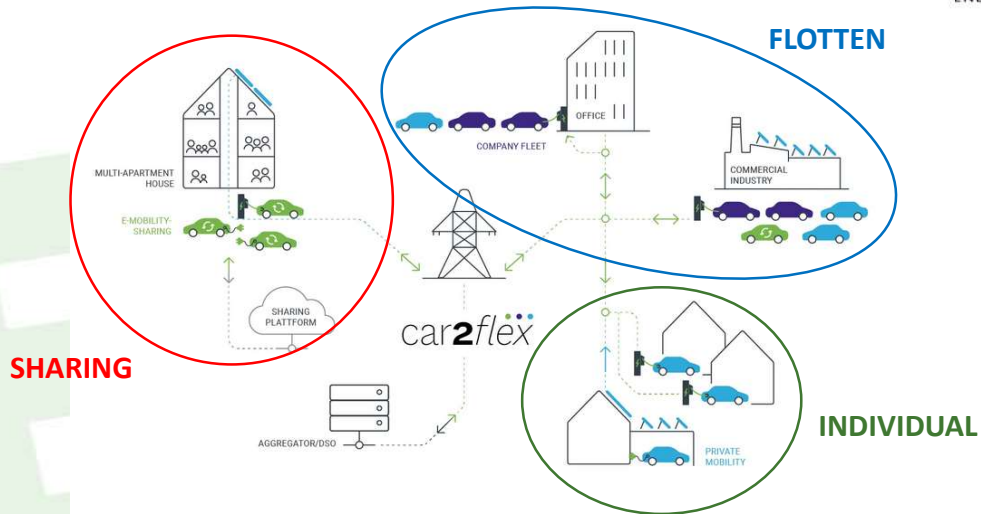 FLOTTEN
OFFICE
COMPANY FLEET
COMMERCIAL
INDUSTRY
MULTI-APARTMENT
HOUSE
E-MOBILITY-
SHARING
SHARING
PLATTFORM
car2flex
SHARING
AGGREGATOR/DSO
INDIVIDUAL
PRIVATE
MOBILITY